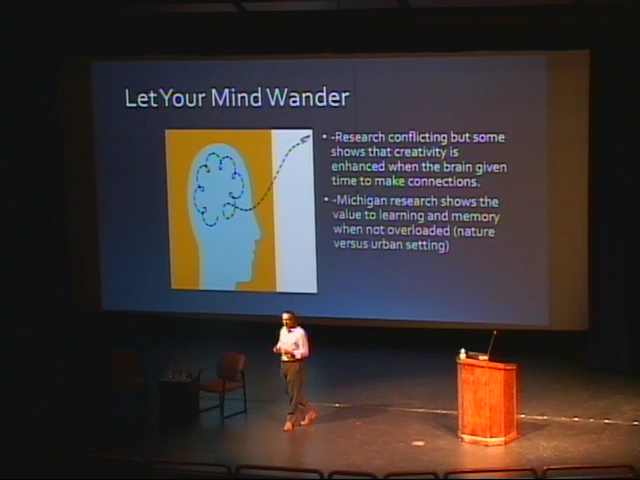 Let Your Mind Wander
• -Research conflicting but some
shows that creativity is
enhanced when the brain given
time to make connections.
• -Michigan research shows the
value to learning and memory
when not overloaded (nature
versus urban setting)